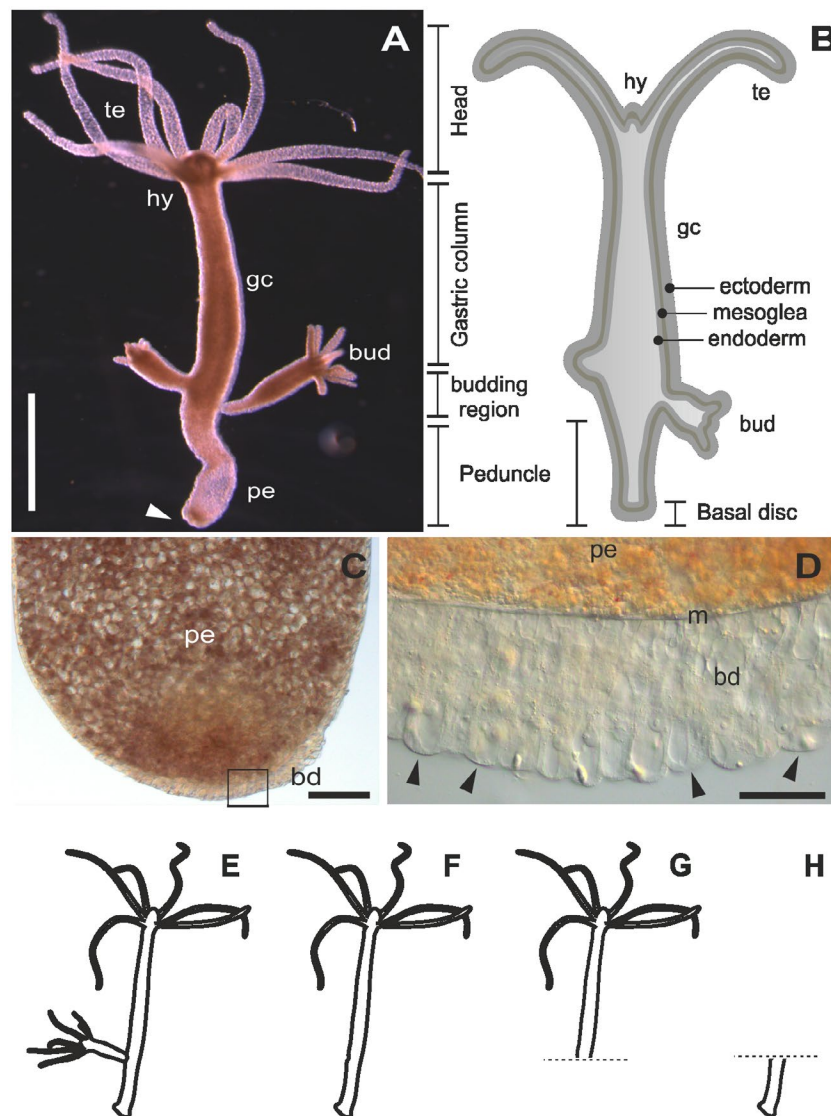 A
te
hy
gc
bud
pe
Head
Gastric column
budding
region
Peduncle
B
hy
te
gc
ectoderm
mesoglea
endoderm
bud
Basal disc
C
pe
bd
D
pe
m
bd
E
F
G
H